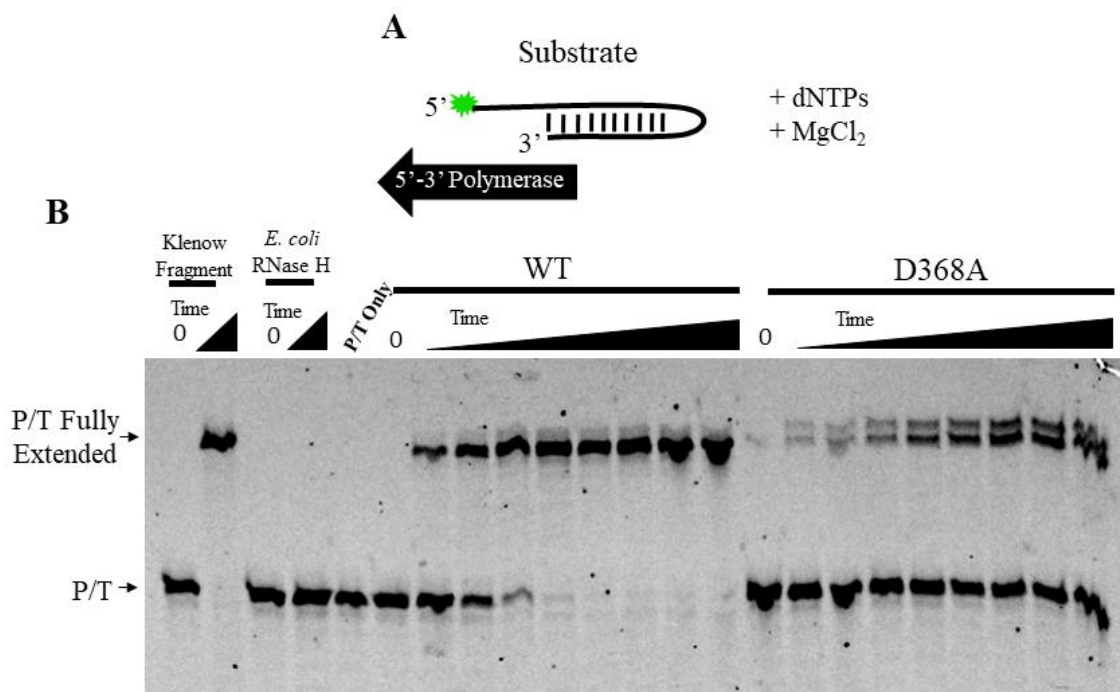 A
Substrate
5’
3’
+ dNTPs
+ MgCl2
5’-3’ Polymerase
B
Klenow
Fragment
Time
0
E. coli
RNase H
Time
0
P/T Only
WT
0
Time
D368A
0
Time
P/T Fully
Extended
P/T